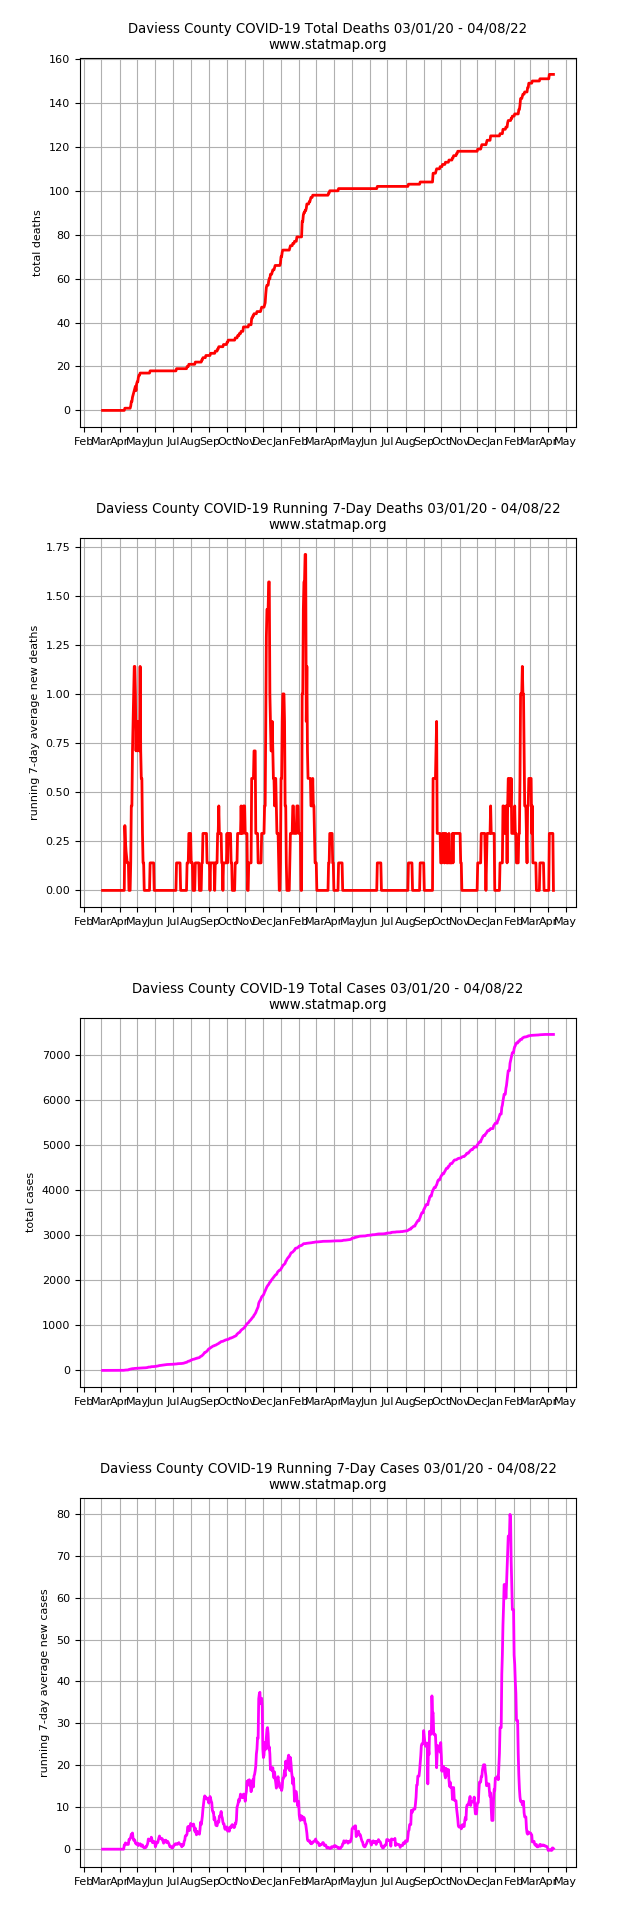 Daviess County COVID-19 Total Deaths 03/01/20 - 04/08/22
www.statmap.org
160
140
120
100
80
60
40
20
0
total deaths
Feb Mar Apr May Jun Jul Aug Sep Oct Nov Dec Jan Feb Mar Apr May Jun Jul Aug Sep Oct Nov Dec Jan Feb Mar Apr May
Daviess County COVID-19 Running 7-Day Deaths 03/01/20 - 04/08/22
www.statmap.org
1.75
1.50
1.25
1.00
0.75
0.50
0.25
0.00
running 7-day average new deaths
Feb Mar Apr May Jun Jul Aug Sep Oct Nov Dec Jan Feb Mar Apr May Jun Jul Aug Sep Oct Nov Dec Jan Feb Mar Apr May
Daviess County COVID-19 Total Cases 03/01/20 - 04/08/22
www.statmap.org
7000
6000
5000
4000
3000
2000
1000
0
total cases
Feb Mar Apr May Jun Jul Aug Sep Oct Nov Dec Jan Feb Mar Apr May Jun Jul Aug Sep Oct Nov Dec Jan Feb Mar Apr May
Daviess County COVID-19 Running 7-Day Cases 03/01/20 - 04/08/22
www.statmap.org
80
70
60
50
40
30
20
10
0
running 7-day average new cases
Feb Mar Apr May Jun Jul Aug Sep Oct Nov Dec Jan Feb Mar Apr May Jun Jul Aug Sep Oct Nov Dec Jan Feb Mar Apr May